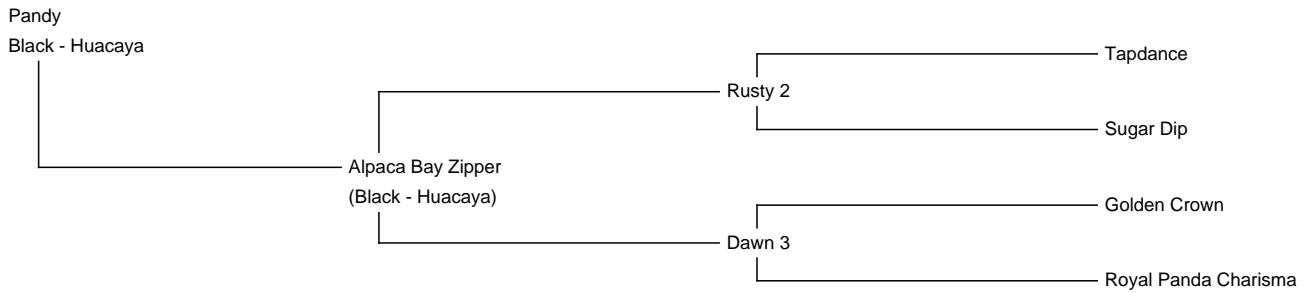 Pandy
Black - Huacaya
Tapdance
Rusty 2
Sugar Dip
Alpaca Bay Zipper
(Black - Huacaya)
Golden Crown
Dawn 3
Royal Panda Charisma